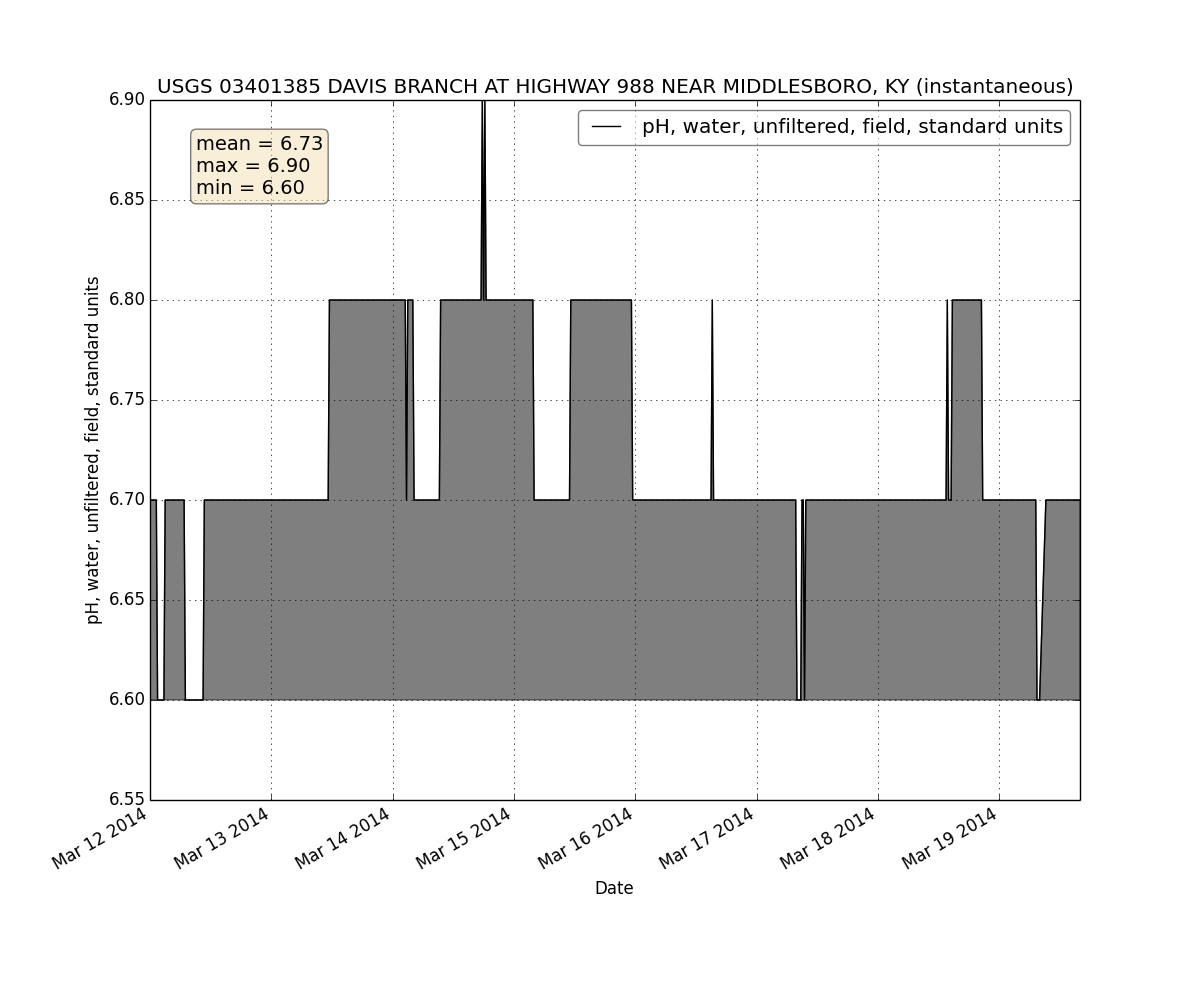 USGS 03401385 DAVIS BRANCH AT HIGHWAY 988 NEAR MIDDLESBORO, KY (instantaneous)
mean = 6.73
max = 6.90
min = 6.60
pH, water, unfiltered, field, standard units
pH, water, unfiltered, field, standard units
6.90
6.85
6.80
6.75
6.70
6.65
6.60
6.55
Mar 12 2014
Mar 13 2014
Mar 14 2014
Mar 15 2014
Mar 16 2014
Mar 17 2014
Mar 18 2014
Mar 19 2014
Date